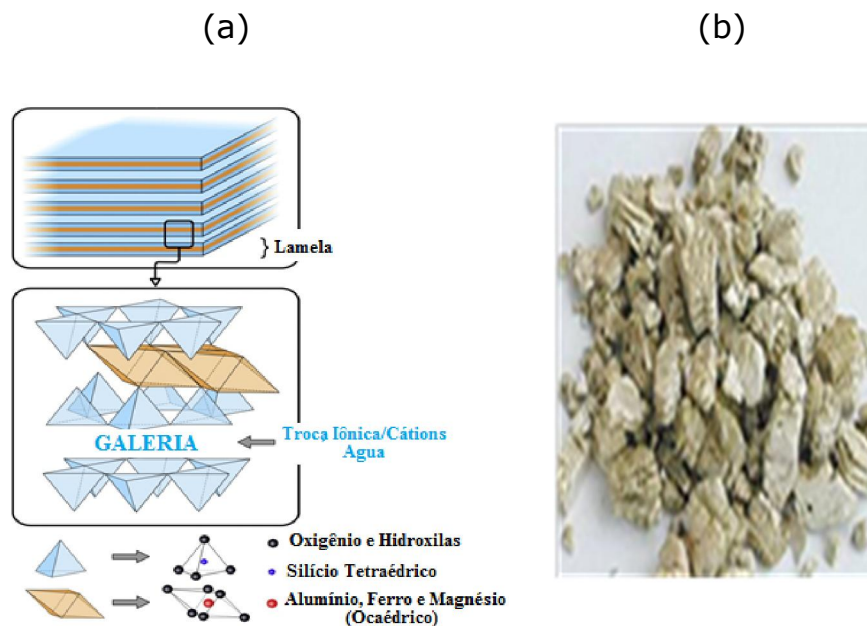 (a)
(b)
} Lamela
GALERIA
Troca Iônica/Cátions
Agua
Oxigênio e Hidroxilas
Silício Tetraédrico
Alumínio, Ferro e Magnésio
(Ocaédrico)